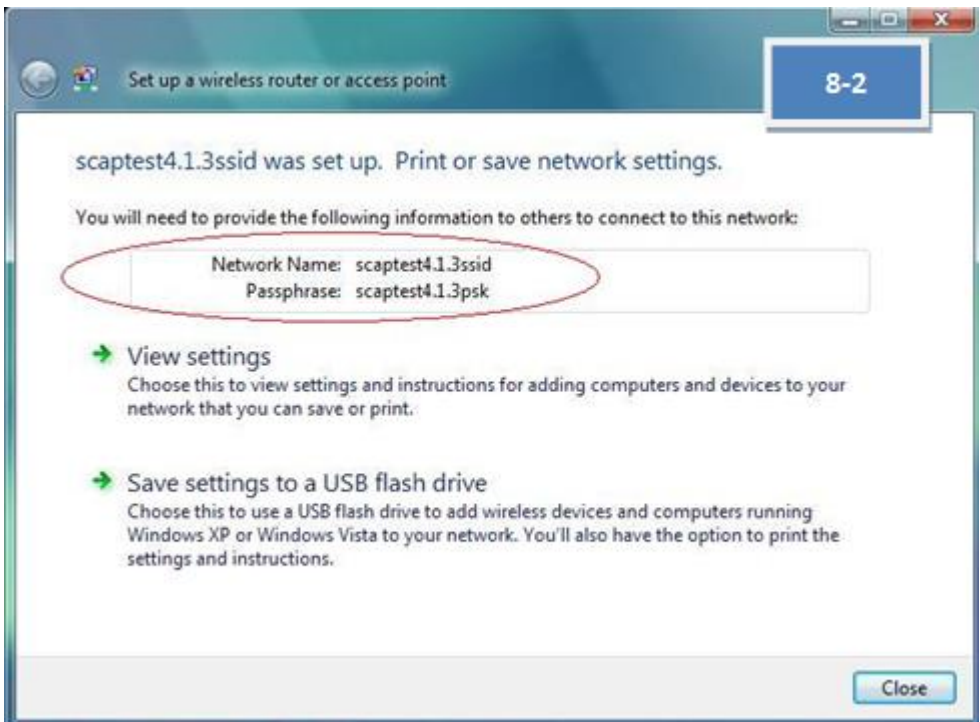 Set up a wireless router or access point
8-2
scaptest4.1.3ssid was set up. Print or save network settings.
You will need to provide the following information to others to connect to this network:
Network Name: scaptest4.1.3ssid
Passphrase: scaptest4.1.3psk
View settings
Choose this to view settings and instructions for adding computers and devices to your
network that you can save or print.
Save settings to a USB flash drive
Choose this to use a USB flash drive to add wireless devices and computers running
Windows XP or Windows Vista to your network. You'll also have the option to print the
settings and instructions.
Close